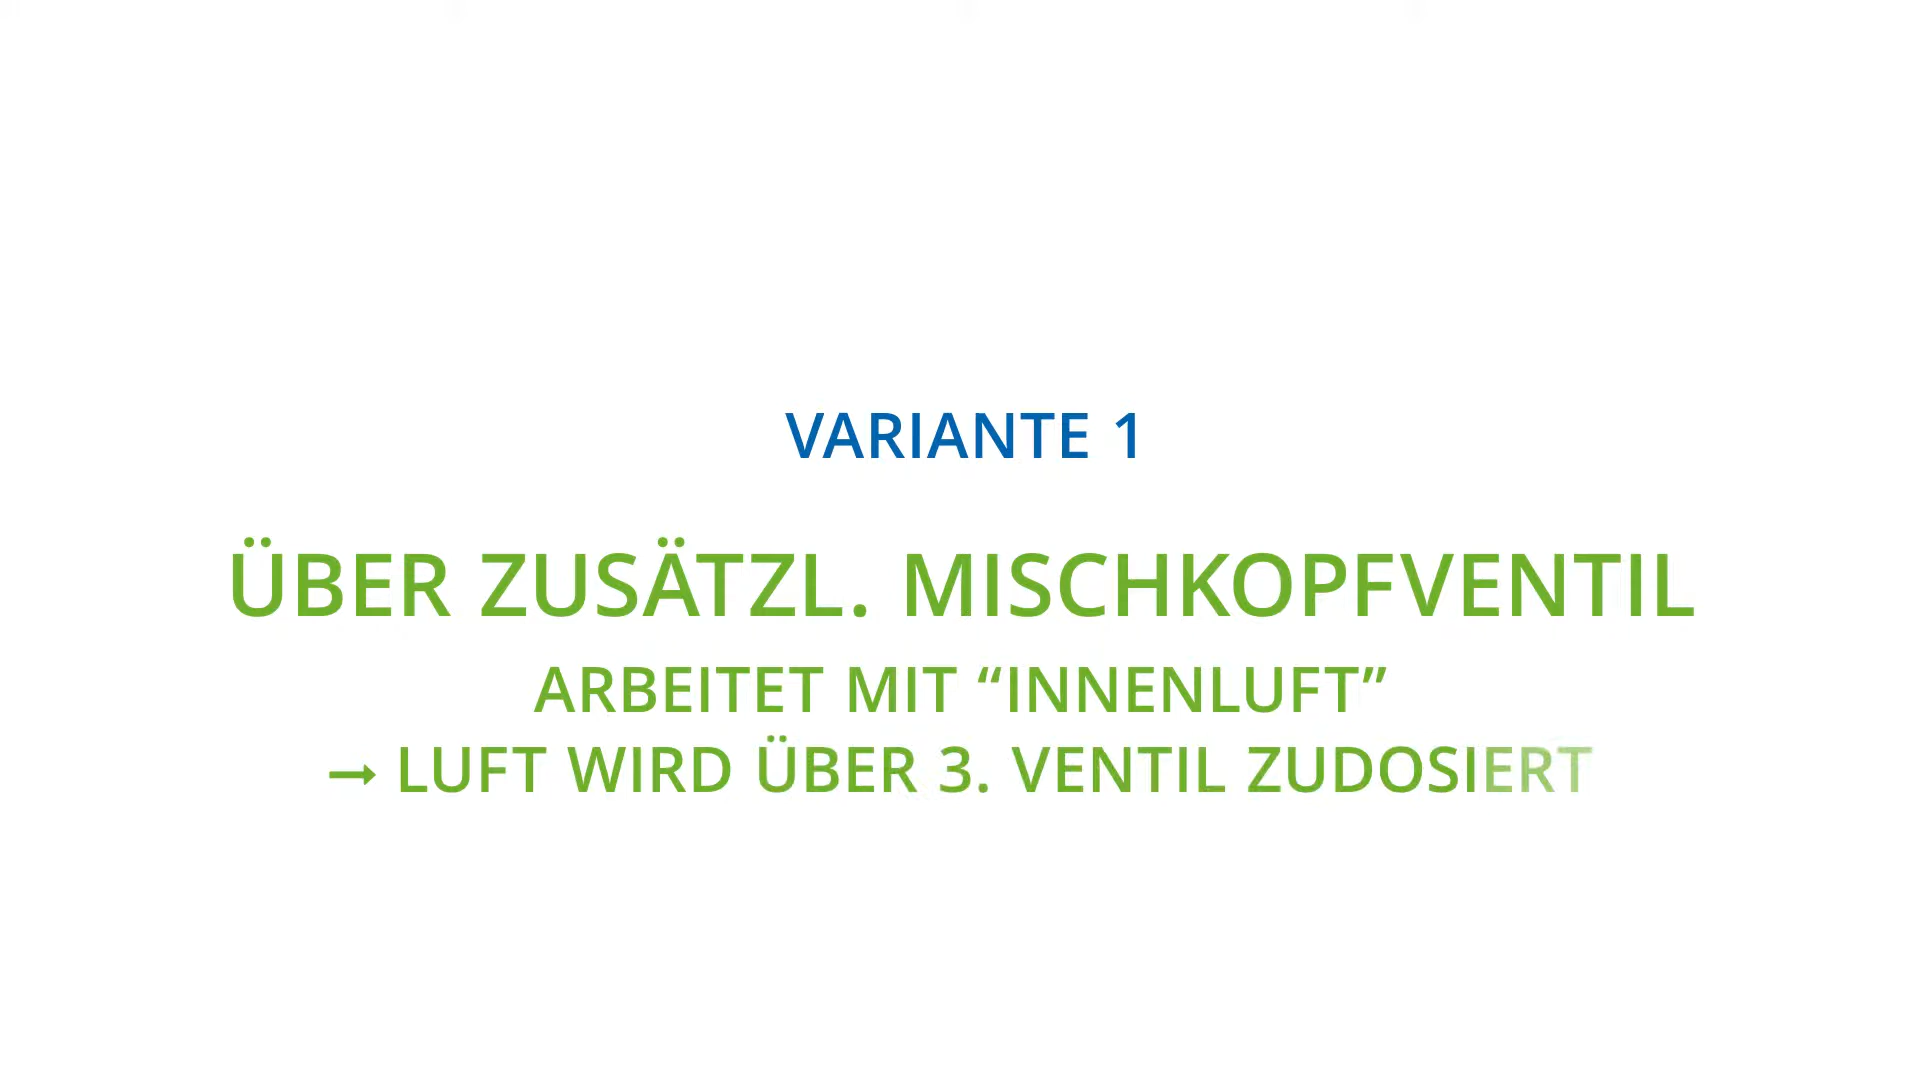 VARIANTE 1
ÜBER ZUSÄTZL. MISCHKOPFVENTIL
ARBEITET MIT “INNENLUFT”
→ LUFT WIRD ÜBER 3. VENTIL ZUDOSIERT